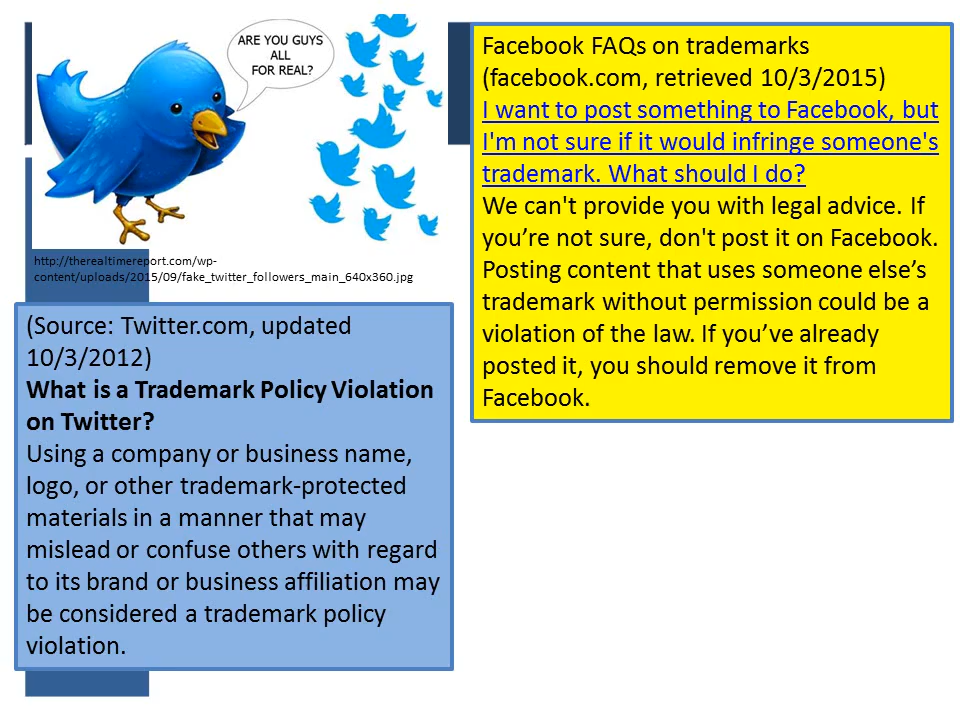 ARE YOU GUYS
ALL
FOR REAL?
http://therealtimereport.com/wp-
content/uploads/2015/09/fake_twitter_followers_main_640x360.jpg
(Source: Twitter.com, updated
10/3/2012)
What is a Trademark Policy Violation
on Twitter?
Using a company or business name,
logo, or other trademark-protected
materials in a manner that may
mislead or confuse others with regard
to its brand or business affiliation may
be considered a trademark policy
violation.
Facebook FAQs on trademarks
(facebook.com, retrieved 10/3/2015)
I want to post something to Facebook, but
I'm not sure if it would infringe someone's
trademark. What should I do?
We can't provide you with legal advice. If
you’re not sure, don't post it on Facebook.
Posting content that uses someone else’s
trademark without permission could be a
violation of the law. If you’ve already
posted it, you should remove it from
Facebook.